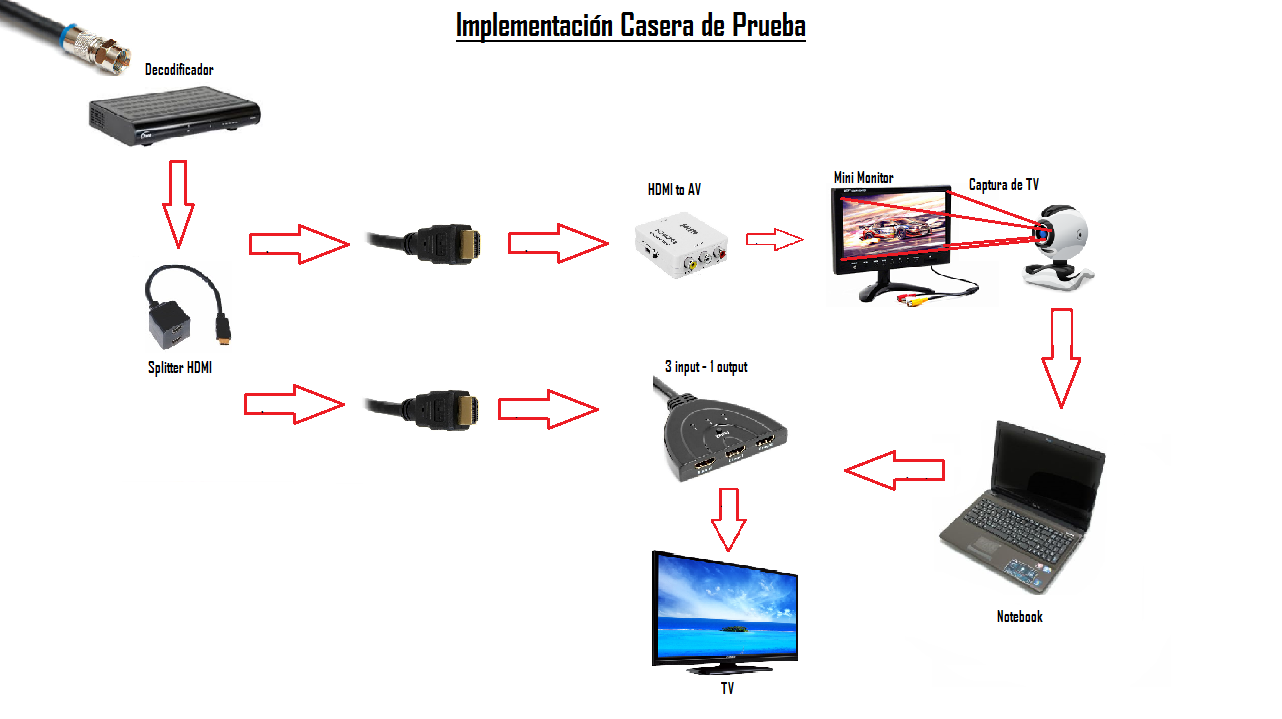 Implementación Casera de Prueba
Decodificador
HDMI to AV
Mini Monitor
Captura de TV
Splitter HDMI
3 input - 1 output
Notebook
TV